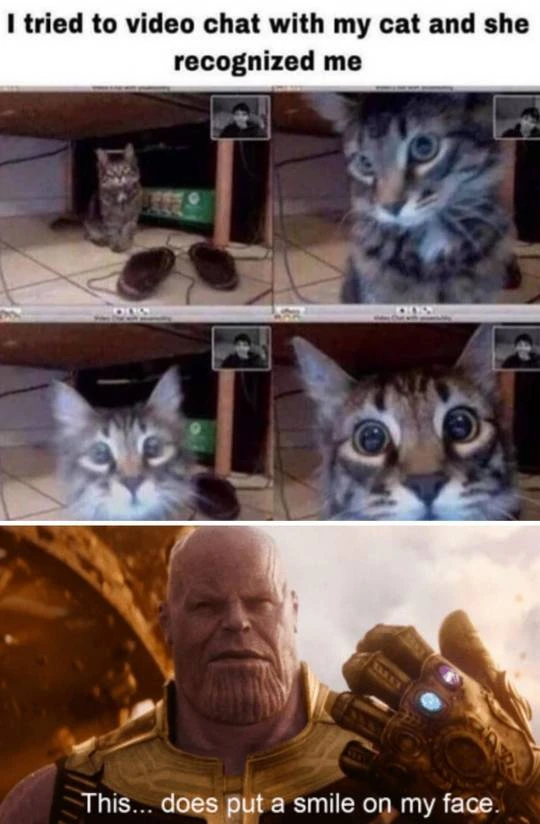 I tried to video chat with my cat and she
recognized me
This... does put a smile on my face.